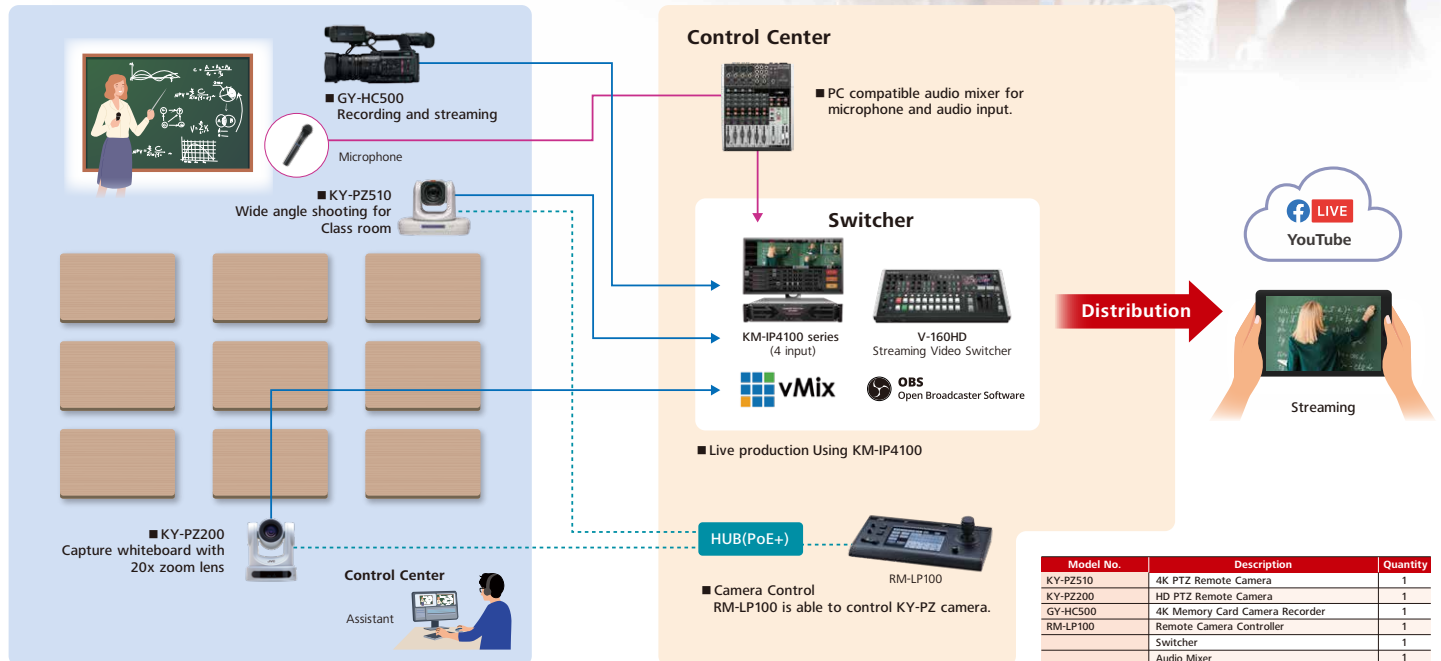 ■ GY-HC500
Recording and streaming
Microphone
■ KY-PZ510
Wide angle shooting for
Class room
■ KY-PZ200
Capture whiteboard with
20x zoom lens
Control Center
Assistant
Control Center
■ PC compatible audio mixer for
microphone and audio input.
Switcher
KM-IP4100 series
(4 input)
V-160HD
Streaming Video Switcher
vMix
OBS
Open Broadcaster Software
■ Live production Using KM-IP4100
HUB(PoE+)
RM-LP100
■ Camera Control
RM-LP100 is able to control KY-PZ camera.
Distribution
LIVE
YouTube
Streaming
Model No. Description Quantity
KY-PZ510 4K PTZ Remote Camera 1
KY-PZ200 HD PTZ Remote Camera 1
GY-HC500 4K Memory Card Camera Recorder 1
RM-LP100 Remote Camera Controller 1
Switcher 1
Audio Mixer 1